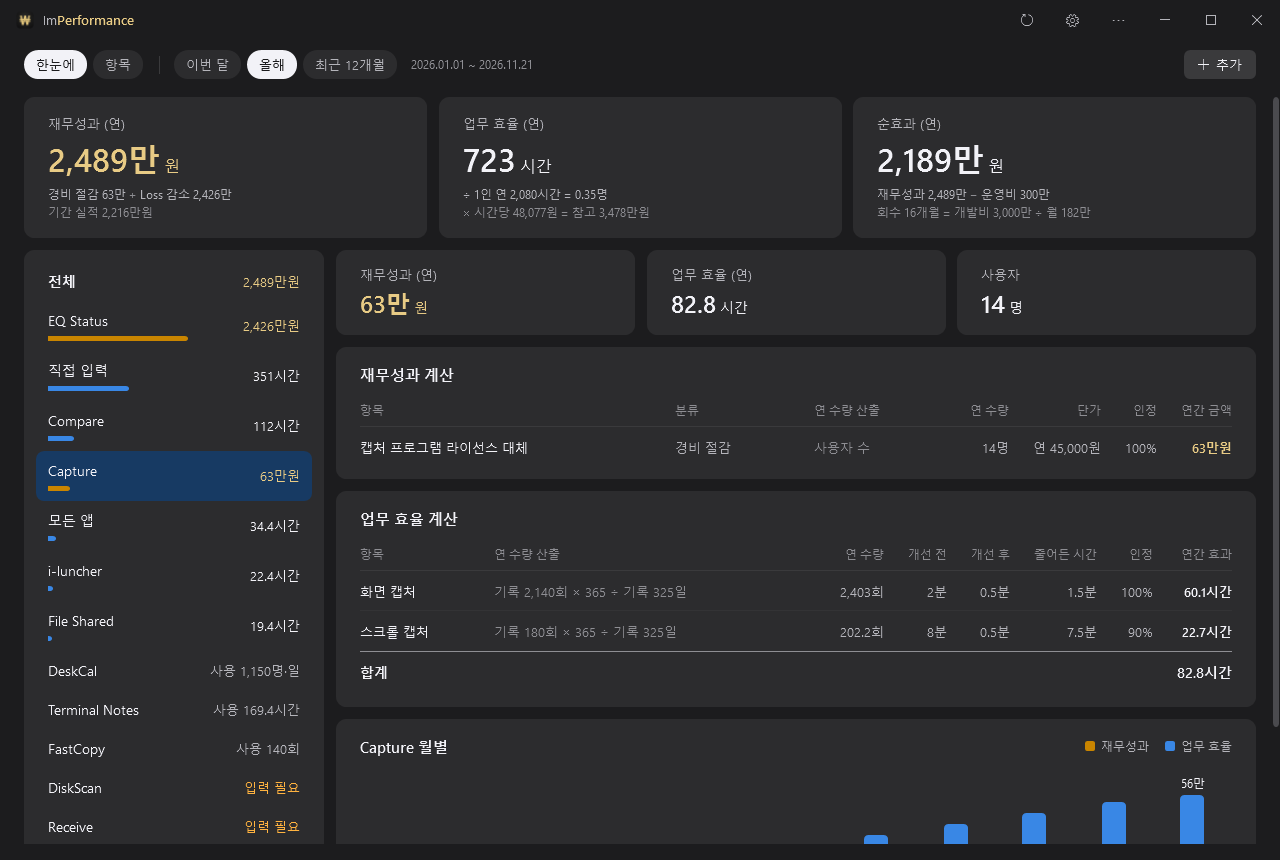 ₩ ImPerformance
한눈에 항목 이번 달 올해 최근 12개월 2026.01.01 ~ 2026.11.21 + 추가
재무성과 (연)
2,489만 원
경비 절감 63만 + Loss 감소 2,426만
기간 실적 2,216만원
업무 효율 (연)
723 시간
÷ 1인 연 2,080시간 = 0.35명
× 시간당 48,077원 = 참고 3,478만원
순효과 (연)
2,189만 원
재무성과 2,489만 − 운영비 300만
회수 16개월 = 개발비 3,000만 ÷ 월 182만
전체 2,489만원
EQ Status 2,426만원
직접 입력 351시간
Compare 112시간
Capture 63만원
모든 앱 34.4시간
i-luncher 22.4시간
File Shared 19.4시간
DeskCal 사용 1,150명·일
Terminal Notes 사용 169.4시간
FastCopy 사용 140회
DiskScan 입력 필요
Receive 입력 필요
재무성과 (연)
63만 원
업무 효율 (연)
82.8 시간
사용자
14 명
재무성과 계산
항목 분류 연 수량 산출 연 수량 단가 인정 연간 금액
캡처 프로그램 라이선스 대체 경비 절감 사용자 수 14명 연 45,000원 100% 63만원
업무 효율 계산
항목 연 수량 산출 연 수량 개선 전 개선 후 줄어든 시간 인정 연간 효과
화면 캡처 기록 2,140회 × 365 ÷ 기록 325일 2,403회 2분 0.5분 1.5분 100% 60.1시간
스크롤 캡처 기록 180회 × 365 ÷ 기록 325일 202.2회 8분 0.5분 7.5분 90% 22.7시간
합계 82.8시간
Capture 월별 재무성과 업무 효율
56만